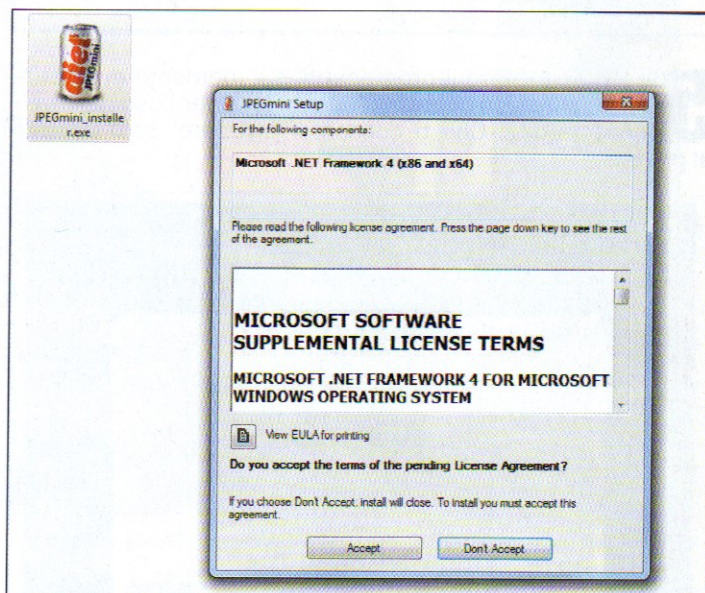 diet
JPEGmini
JPEGmini_installe
r.exe
JPEGmini Setup
For the following components:
Microsoft .NET Framework 4 (x86 and x64)
Please read the following license agreement. Press the page down key to see the rest
of the agreement.
MICROSOFT SOFTWARE
SUPPLEMENTAL LICENSE TERMS
MICROSOFT .NET FRAMEWORK 4 FOR MICROSOFT
WINDOWS OPERATING SYSTEM
View EULA for printing
Do you accept the terms of the pending License Agreement?
If you choose Don't Accept, install will close. To install you must accept this
agreement.
Accept
Don't Accept